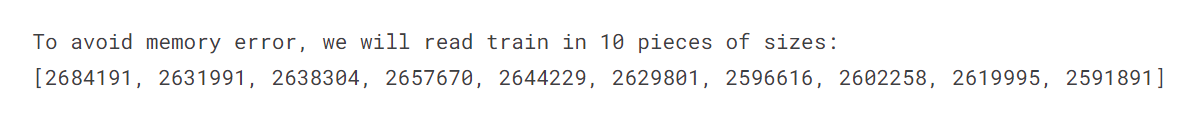 To avoid memory error, we will read train in 10 pieces of sizes:
[2684191, 2631991, 2638304, 2657670, 2644229, 2629801, 2596616, 2602258, 2619995, 2591891]